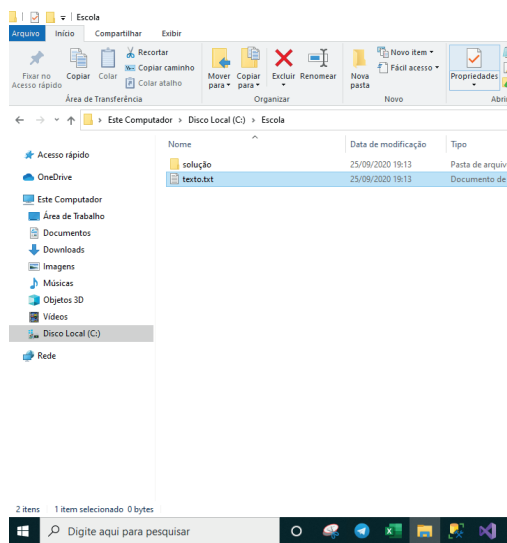 Escola
Arquivo Início Compartilhar Exibir
Fixar no Acesso rápido
Copiar
Colar
Recortar
Copiar caminho
Colar atalho
Mover para
Copiar para
Excluir
Renomear
Nova pasta
Novo item
Fácil acesso
Propriedades
Área de Transferência Organizar Novo Abri
Este Computador > Disco Local (C:) > Escola
Nome Data de modificação Tipo
solução 25/09/2020 19:13 Pasta de arquiv
texto.txt 25/09/2020 19:13 Documento de
Acesso rápido
OneDrive
Este Computador
Área de Trabalho
Documentos
Downloads
Imagens
Músicas
Objetos 3D
Vídeos
Disco Local (C:)
Rede
2 itens 1 item selecionado 0 bytes
Digite aqui para pesquisar